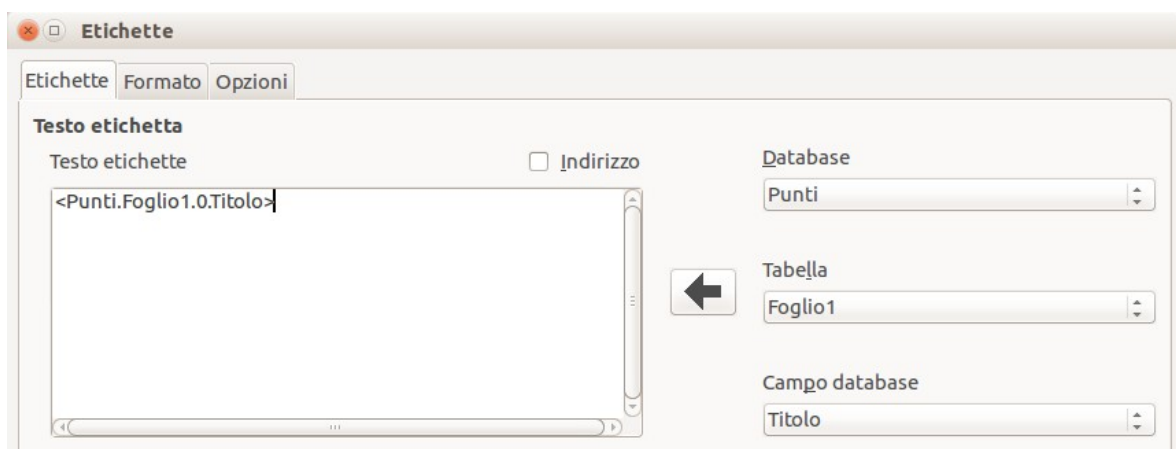 Etichette
Etichette Formato Opzioni
Testo etichetta
Testo etichette
Indirizzo
<Punti.Foglio1.0.Titolo>
Database
Punti
Tabella
Foglio1
Campo database
Titolo